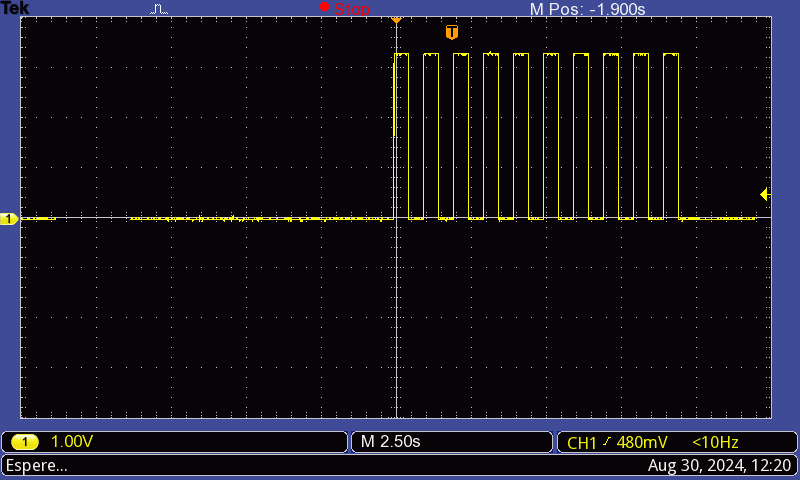 Tek Stop M Pos: -1.900s
T
1
1 1.00V M 2.50s CH1 480mV <10Hz
Espere... Aug 30, 2024, 12:20